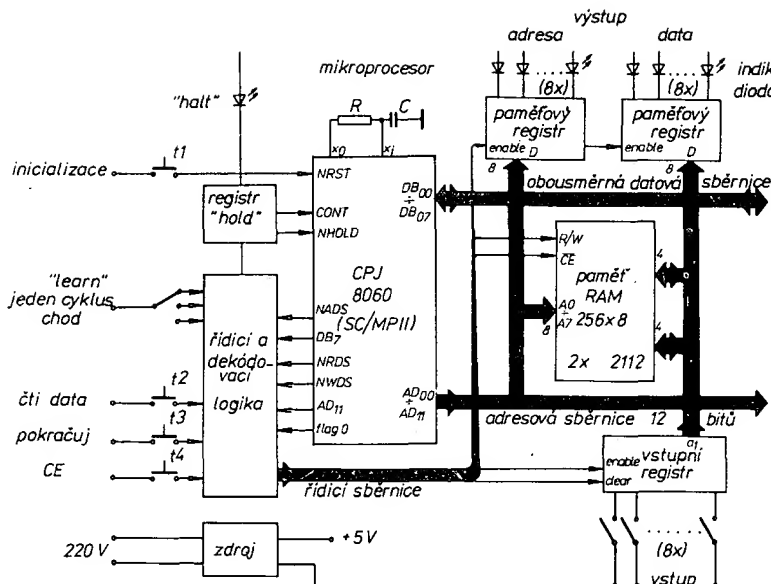 výstup
adresa
data
(8x)
(8x)
indik
diodo
mikroprocesor
"halt"
R
C
x0
xi
paměťový
registr
enable
D
8
paměťový
registr
enable
D
8
inicializace
t1
NRST
registr
"hold"
CONT
NHOLD
DB00
÷
DB07
obousměrná datová sběrnice
CPJ
8060
(SC/MPII)
R/W
CE
paměť
RAM
256x8
2x 2112
A0
÷
A7
8
4
4
"learn"
jeden cyklus
chod
řídicí a
dekódo-
vací
logika
NADS
DB7
NRDS
NWDS
AD11
flag 0
AD00
÷
AD11
adresová sběrnice 12 bitů
čti data
t2
pokračuj
t3
CE
t4
řídicí sběrnice
enable
clear
a1
vstupní
registr
220 V
zdroj
+5V
(8x)
vstup